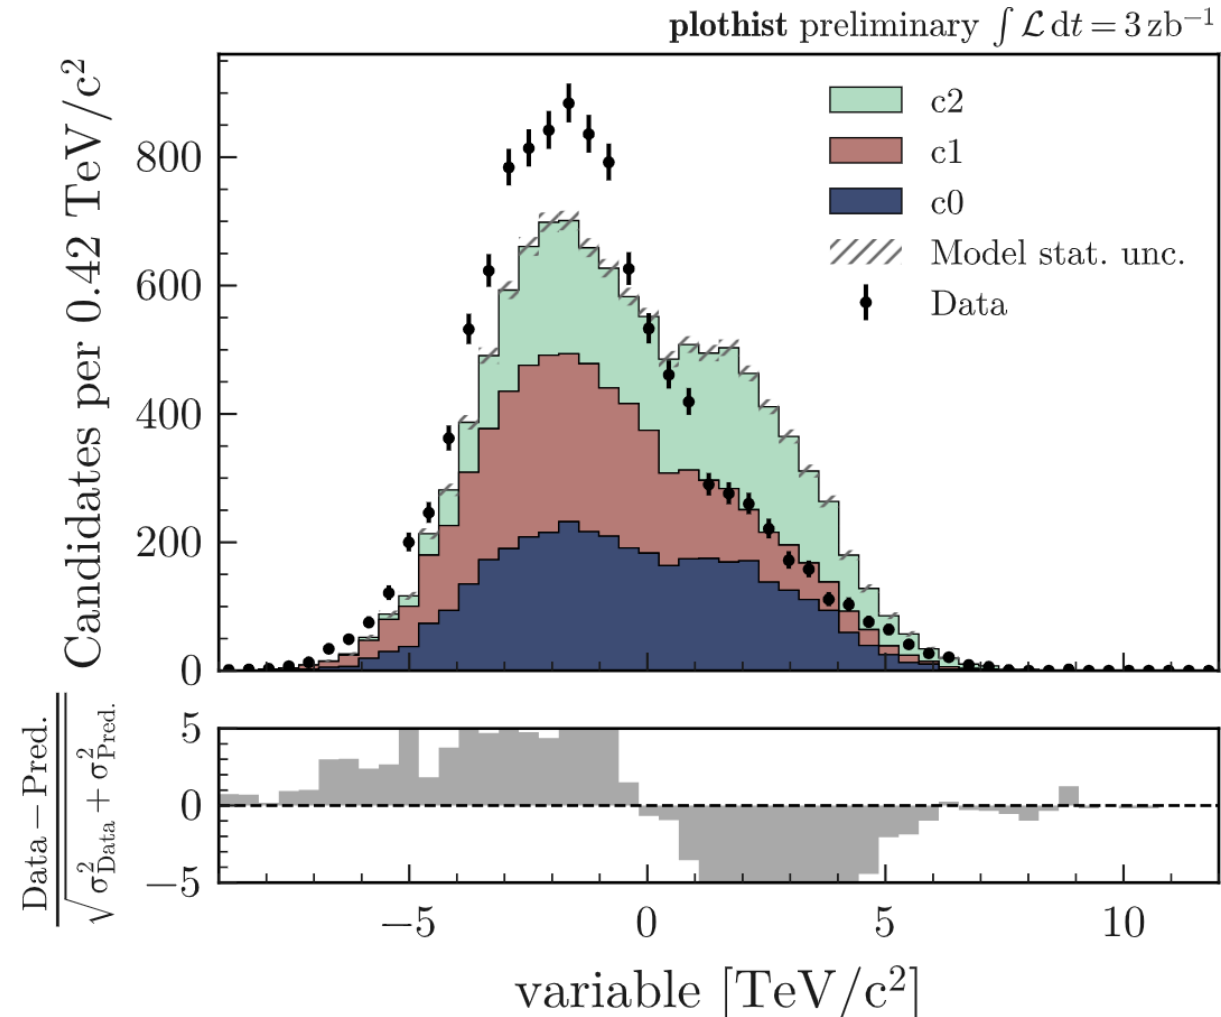 plothist preliminary ∫ ℒ dt = 3 zb⁻¹
Candidates per 0.42 TeV/c²
800
600
400
200
0
c2
c1
c0
Model stat. unc.
Data
Data − Pred.
√σ²Data + σ²Pred.
5
0
−5
−5
0
5
10
variable [TeV/c²]